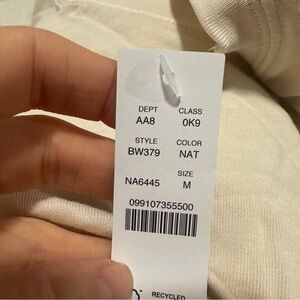 DEPT CLASS
AA8 0K9
STYLE COLOR
BW379 NAT
SIZE
NA6445 M
099107355500
RECYCLED